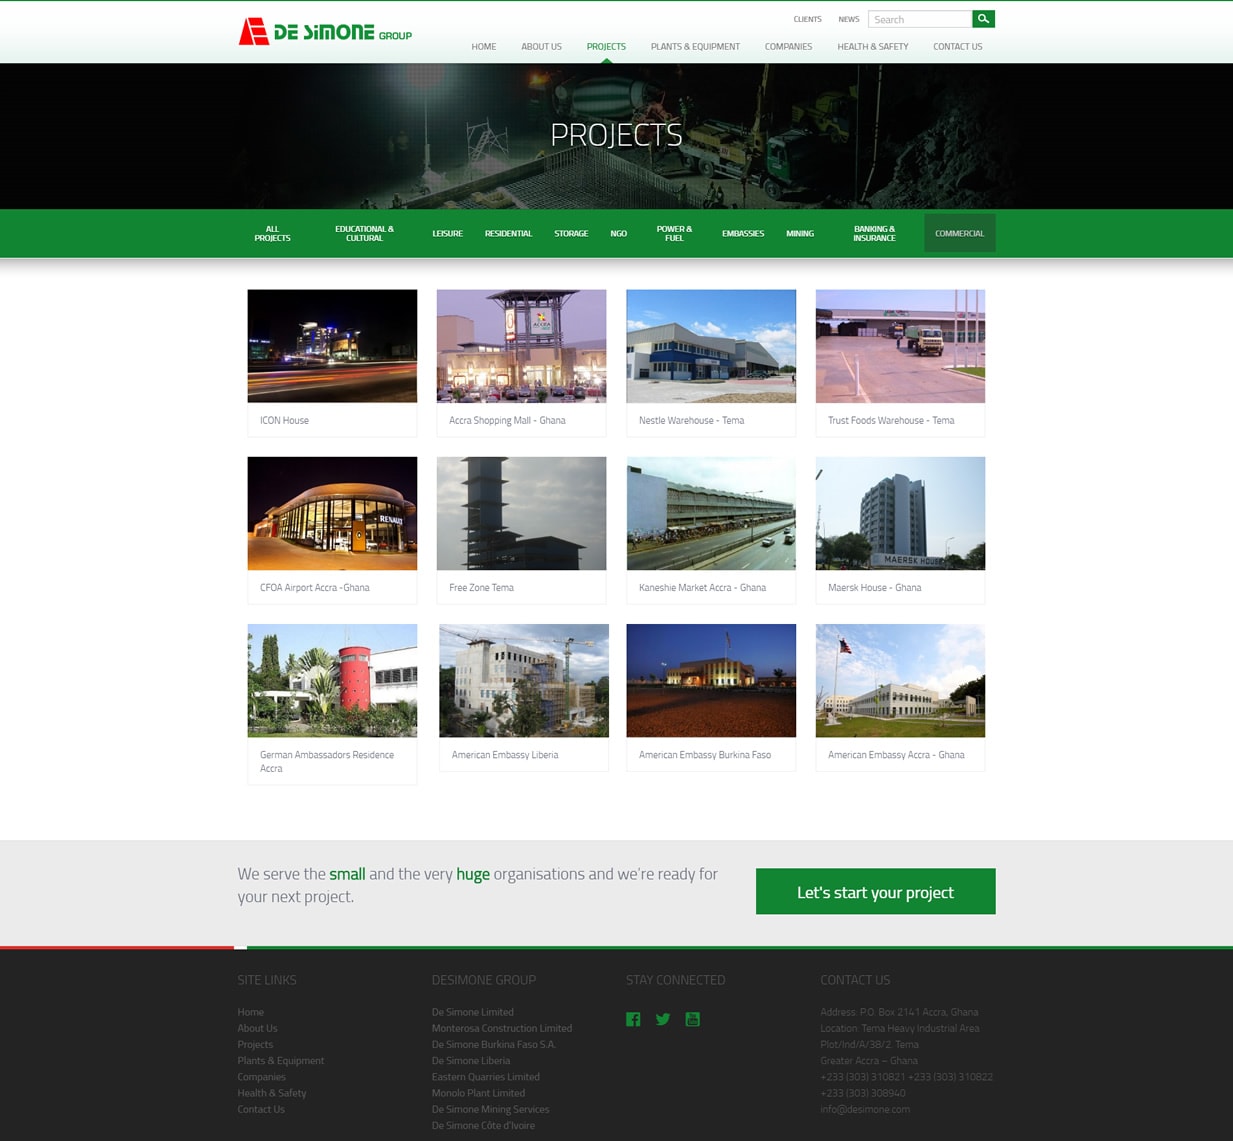 DE SIMONE GROUP
CLIENTS
NEWS
Search
HOME
ABOUT US
PROJECTS
PLANTS & EQUIPMENT
COMPANIES
HEALTH & SAFETY
CONTACT US
PROJECTS
ALL
PROJECTS
EDUCATIONAL &
CULTURAL
LEISURE
RESIDENTIAL
STORAGE
NGO
POWER &
FUEL
EMBASSIES
MINING
BANKING &
INSURANCE
COMMERCIAL
ACCRA
ICON House
Accra Shopping Mall - Ghana
Nestle Warehouse - Tema
Trust Foods Warehouse - Tema
RENAULT
MAERSK HOUSE
CFOA Airport Accra -Ghana
Free Zone Tema
Kaneshie Market Accra - Ghana
Maersk House - Ghana
German Ambassadors Residence
Accra
American Embassy Liberia
American Embassy Burkina Faso
American Embassy Accra - Ghana
We serve the small and the very huge organisations and we're ready for
your next project.
Let's start your project
SITE LINKS
Home
About Us
Projects
Plants & Equipment
Companies
Health & Safety
Contact Us
DESIMONE GROUP
De Simone Limited
Monterosa Construction Limited
De Simone Burkina Faso S.A.
De Simone Liberia
Eastern Quarries Limited
Monolo Plant Limited
De Simone Mining Services
De Simone Côte d'Ivoire
STAY CONNECTED
You
CONTACT US
Address: P.O. Box 2141 Accra, Ghana
Location: Tema Heavy Industrial Area
Plot/Ind/A/38/2, Tema
Greater Accra – Ghana
+233 (303) 310821 +233 (303) 310822
+233 (303) 308940
info@desimone.com